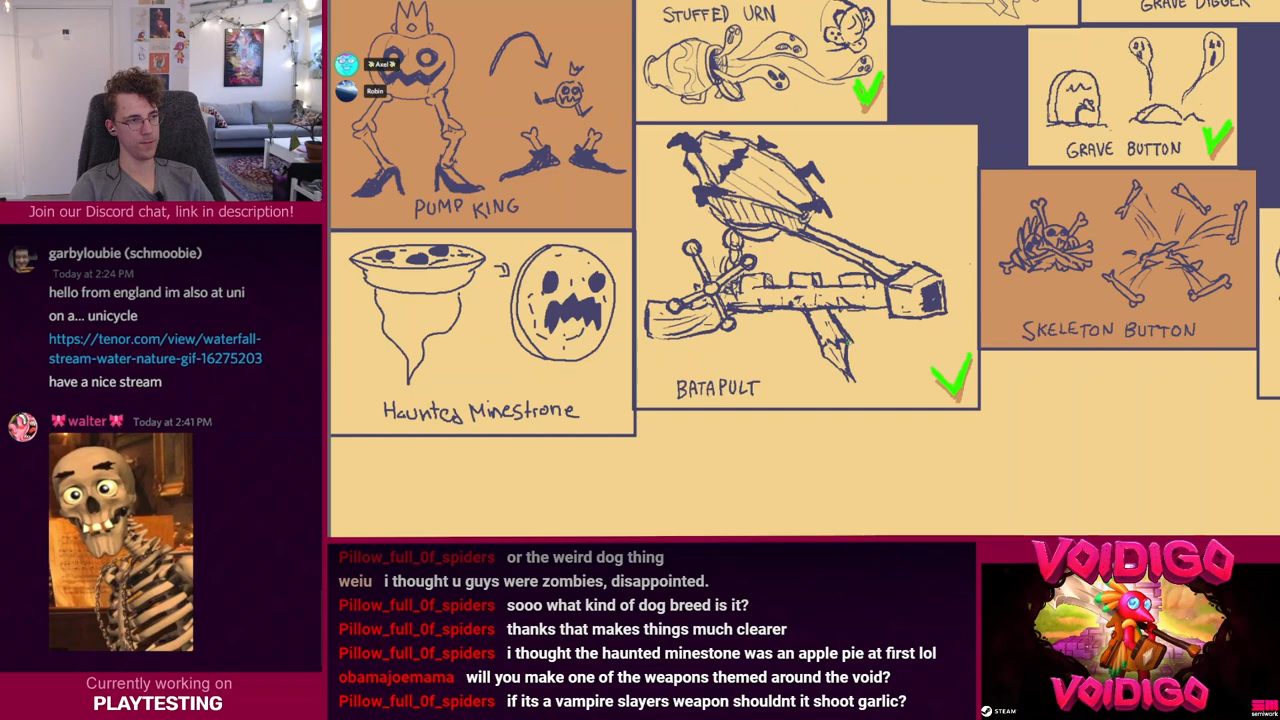 STUFFED URN
GRAVE DIGGER
Axel
Robin
GRAVE BUTTON
PUMP KING
Join our Discord chat, link in description!
garbyloubie (schmoobie)
Today at 2:24 PM
hello from england im also at uni
on a... unicycle
https://tenor.com/view/waterfall-
stream-water-nature-gif-16275203
have a nice stream
SKELETON BUTTON
BATAPULT
Haunted Minestrone
walter Today at 2:41 PM
Pillow_full_0f_spiders or the weird dog thing
weiu i thought u guys were zombies, disappointed.
Pillow_full_0f_spiders sooo what kind of dog breed is it?
Pillow_full_0f_spiders thanks that makes things much clearer
Pillow_full_0f_spiders i thought the haunted minestone was an apple pie at first lol
obamajoemama will you make one of the weapons themed around the void?
Pillow_full_0f_spiders if its a vampire slayers weapon shouldnt it shoot garlic?
Currently working on
PLAYTESTING
VOIDIGO
VOIDIGO
STEAM
semiwork